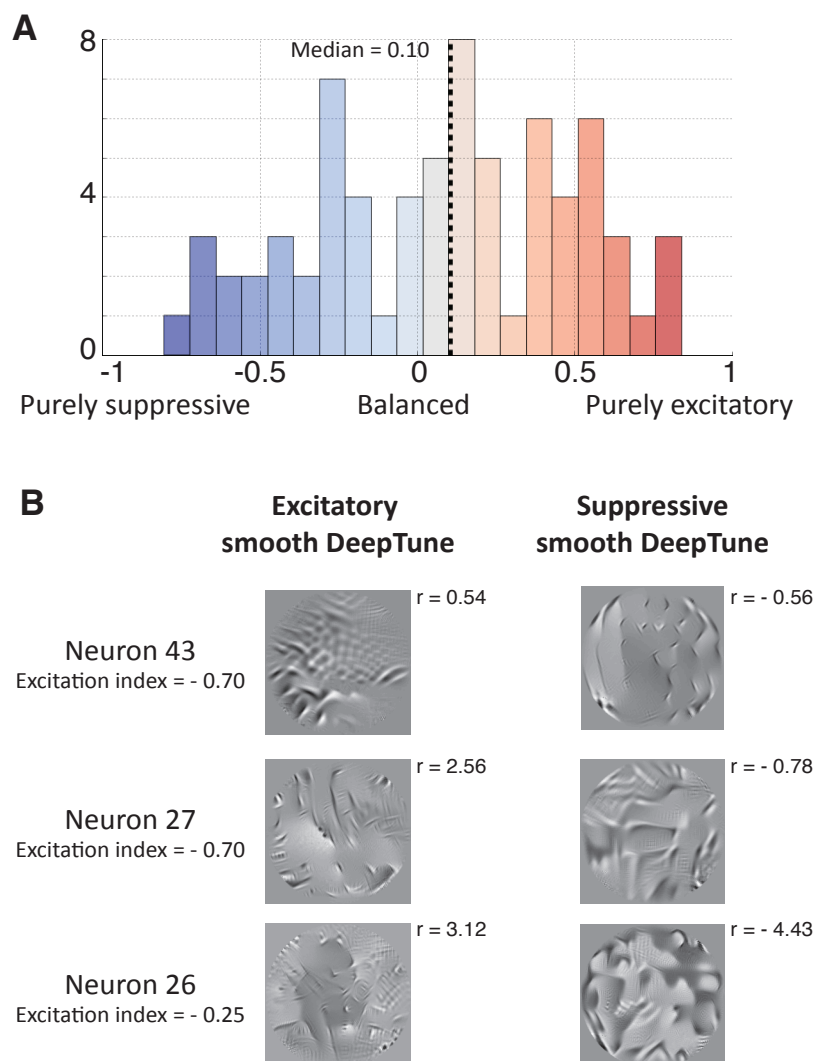 A
8
Median = 0.10
4
0
-1 -0.5 0 0.5 1
Purely suppressive Balanced Purely excitatory
B
Excitatory Suppressive
smooth DeepTune smooth DeepTune
r = 0.54 r = - 0.56
Neuron 43
Excitation index = - 0.70
r = 2.56 r = - 0.78
Neuron 27
Excitation index = - 0.70
r = 3.12 r = - 4.43
Neuron 26
Excitation index = - 0.25